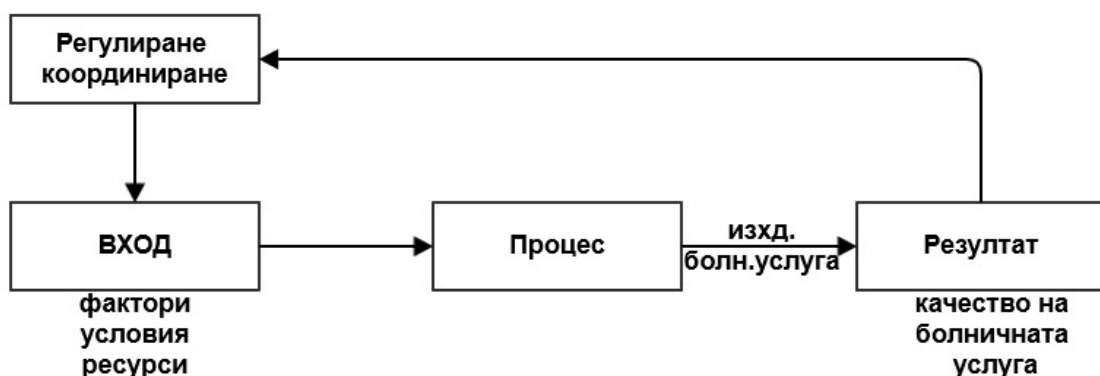 Регулиране
координиране
ВХОД
фактори
условия
ресурси
Процес
изхд.
болн.услуга
Резултат
качество на
болничната
услуга